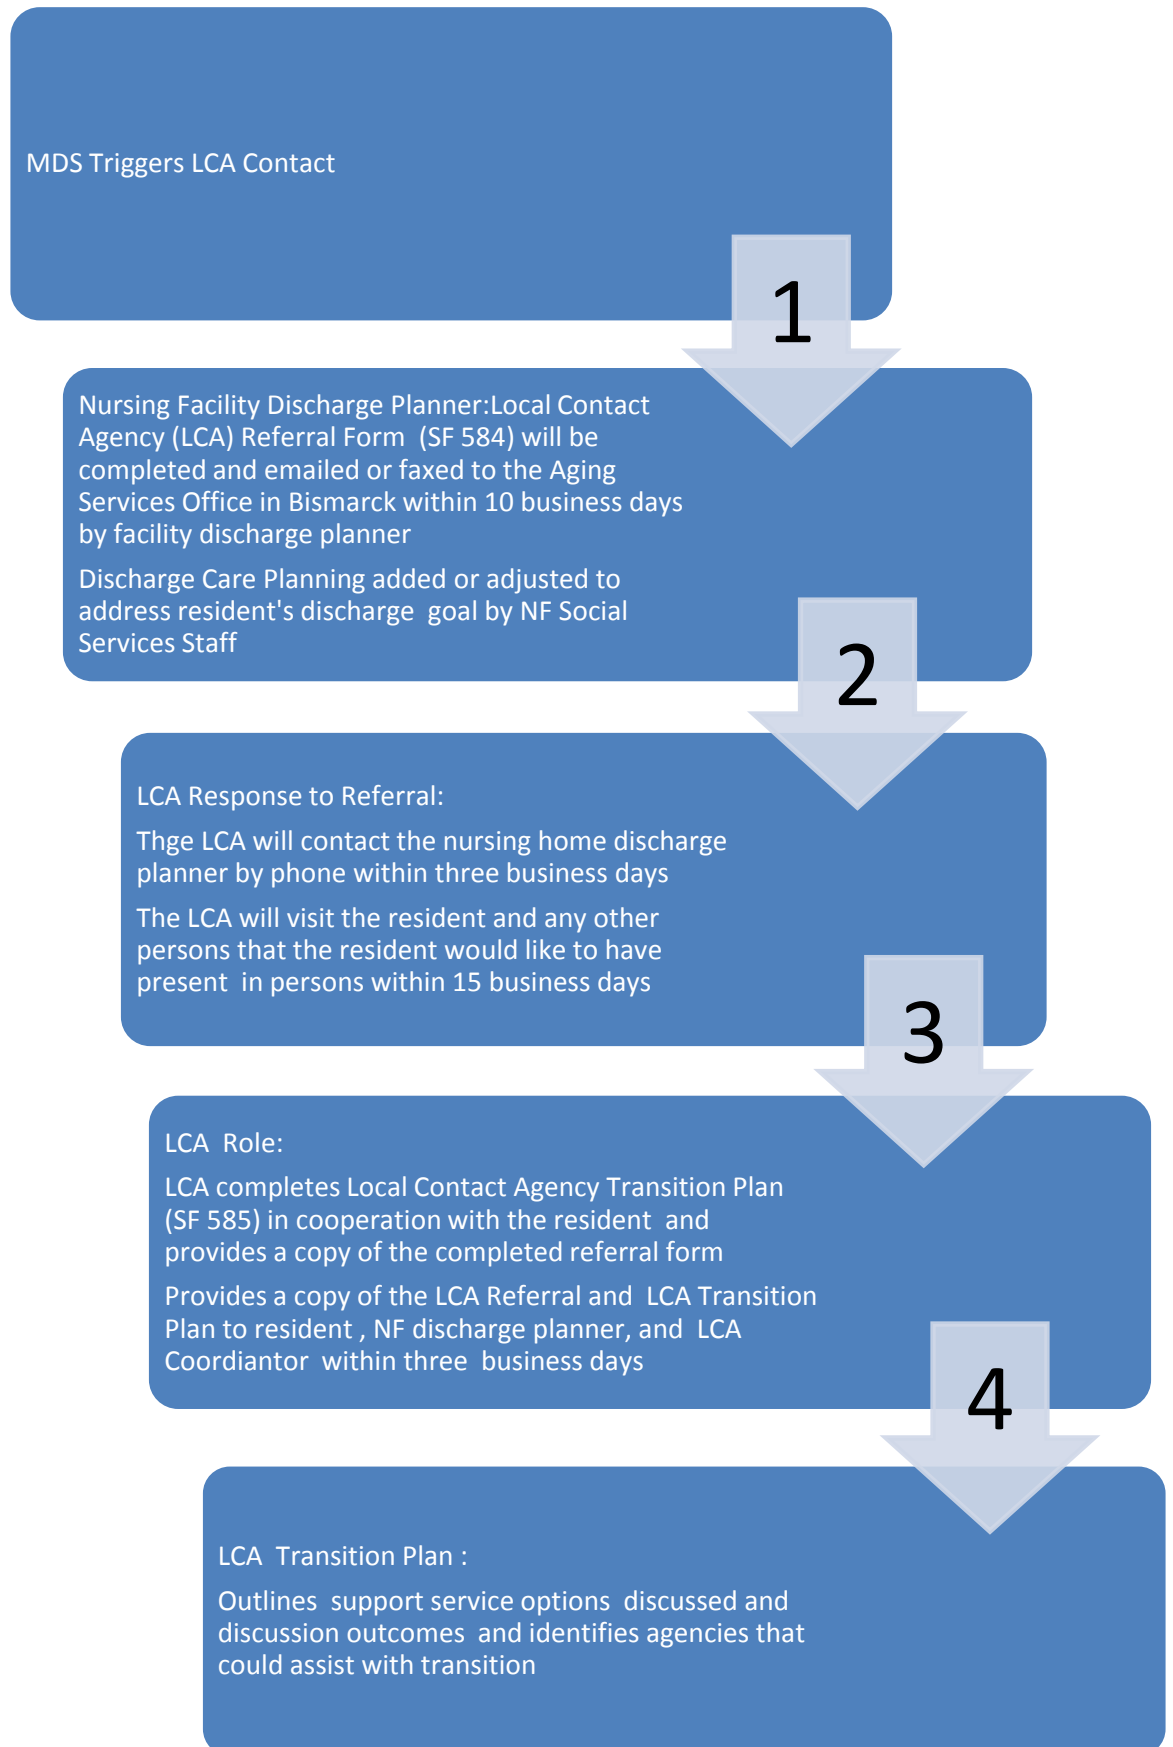 MDS Triggers LCA Contact
1
Nursing Facility Discharge Planner:Local Contact
Agency (LCA) Referral Form (SF 584) will be
completed and emailed or faxed to the Aging
Services Office in Bismarck within 10 business days
by facility discharge planner
Discharge Care Planning added or adjusted to
address resident's discharge goal by NF Social
Services Staff
2
LCA Response to Referral:
Thge LCA will contact the nursing home discharge
planner by phone within three business days
The LCA will visit the resident and any other
persons that the resident would like to have
present in persons within 15 business days
3
LCA Role:
LCA completes Local Contact Agency Transition Plan
(SF 585) in cooperation with the resident and
provides a copy of the completed referral form
Provides a copy of the LCA Referral and LCA Transition
Plan to resident , NF discharge planner, and LCA
Coordiantor within three business days
4
LCA Transition Plan :
Outlines support service options discussed and
discussion outcomes and identifies agencies that
could assist with transition